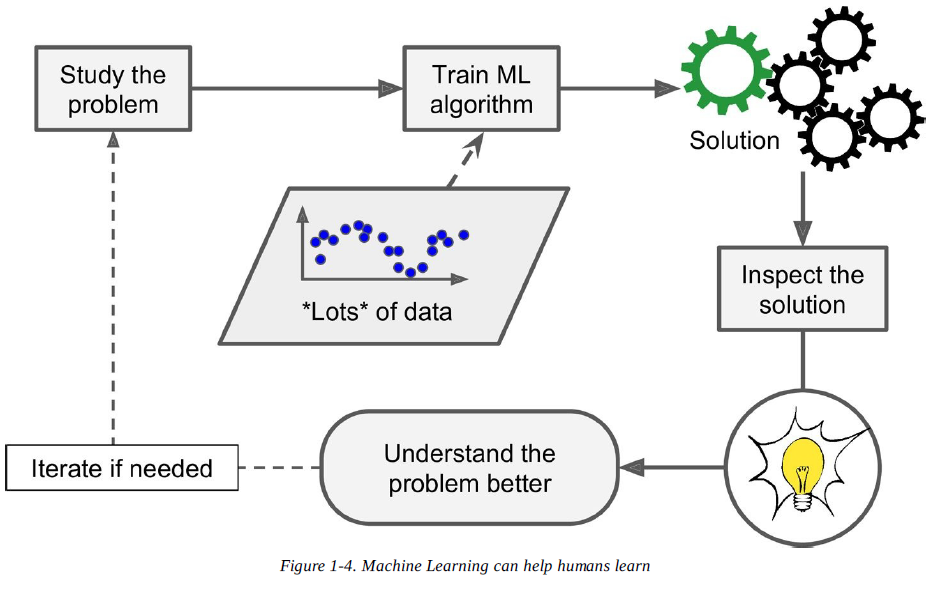 Study the
problem
Train ML
algorithm
Solution
*Lots* of data
Inspect the
solution
Understand the
problem better
Iterate if needed
Figure 1-4. Machine Learning can help humans learn